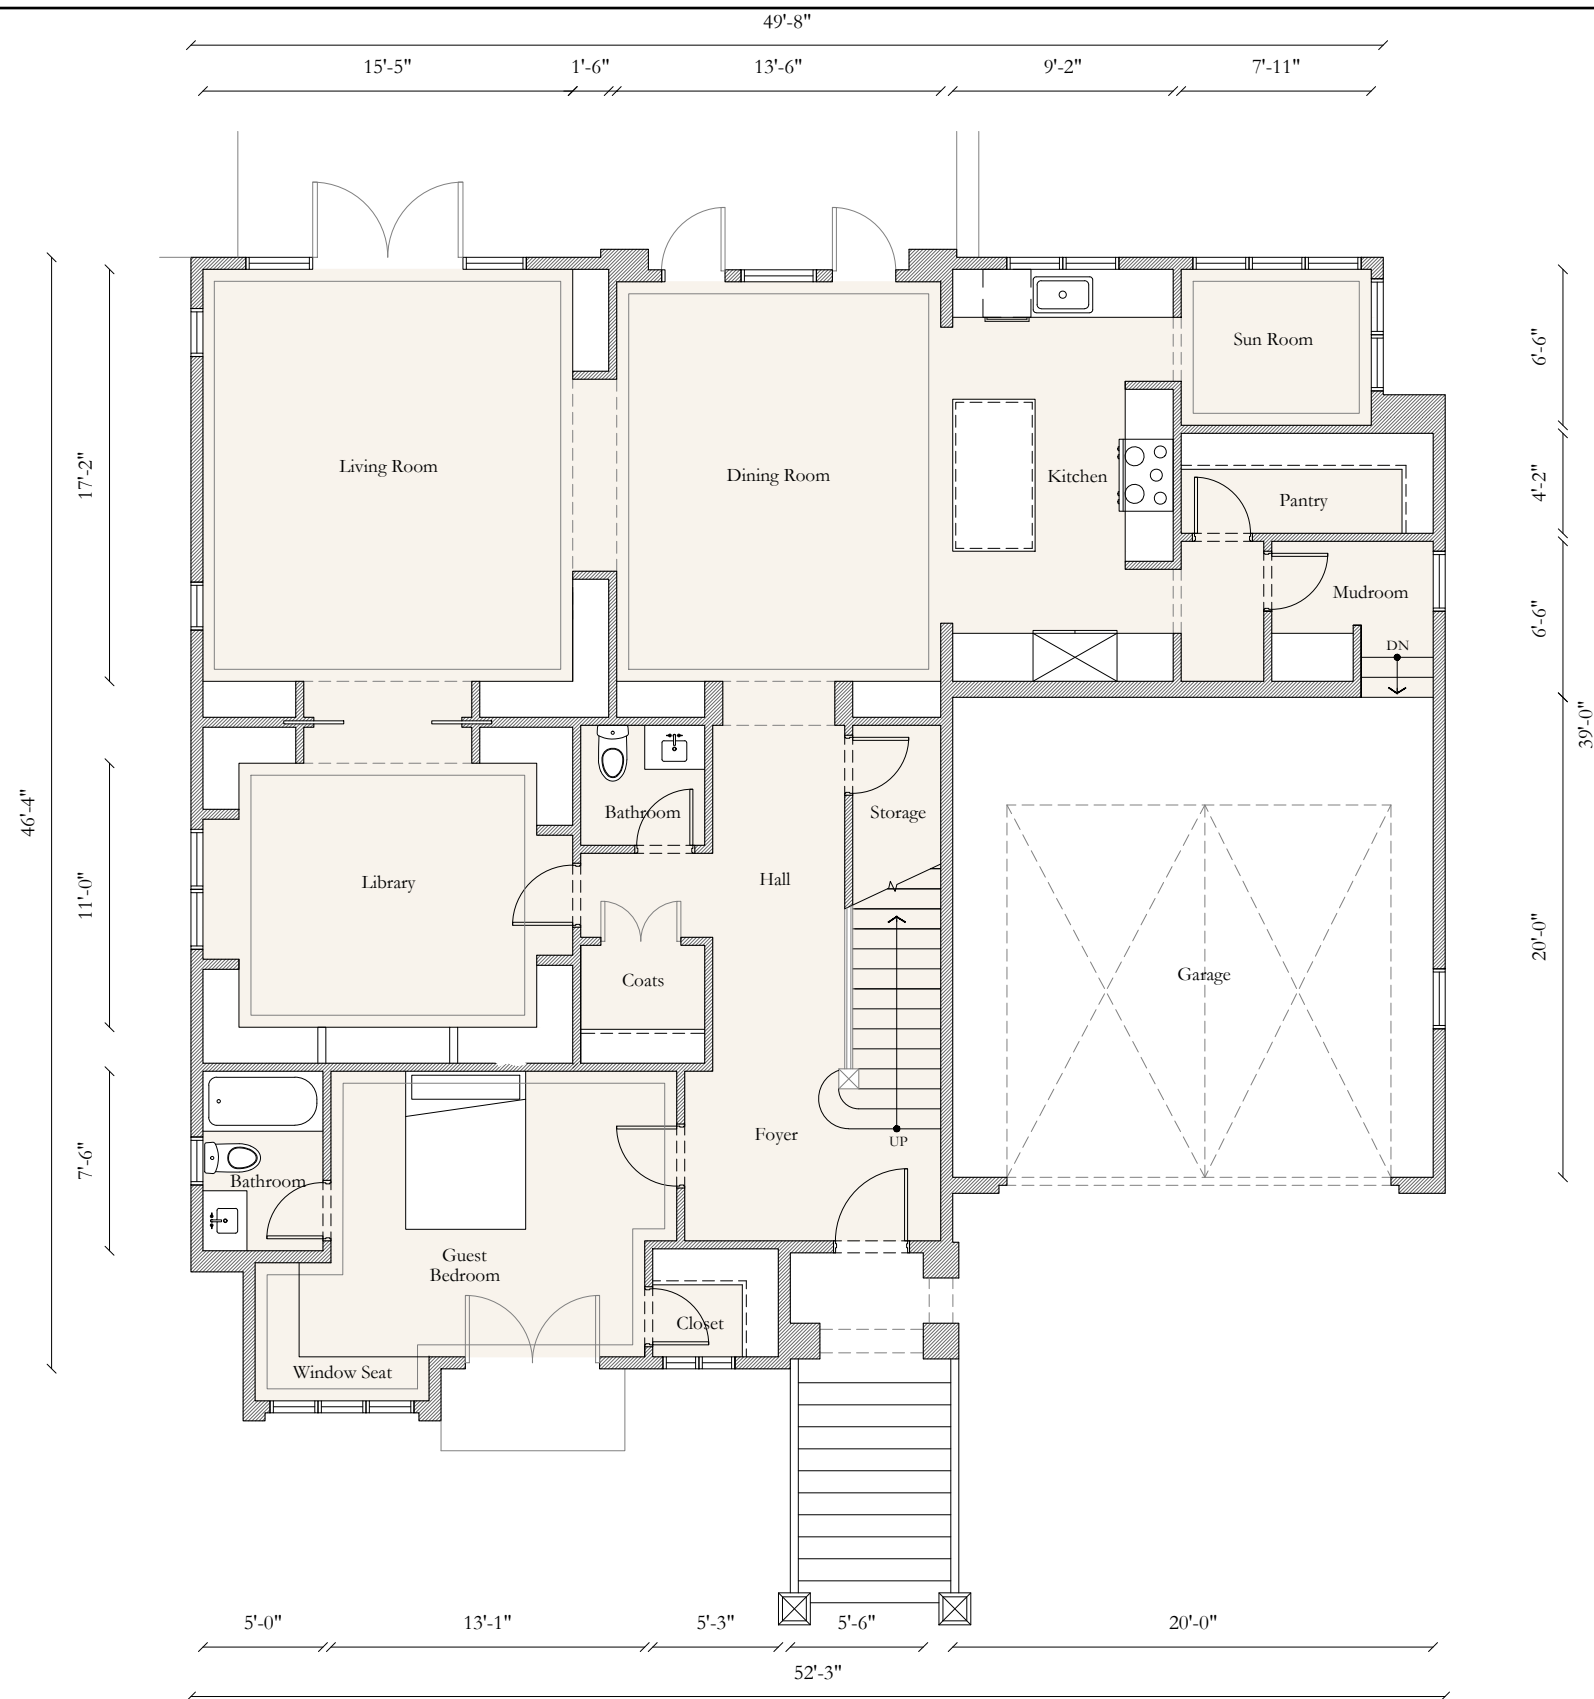 49'-8"
15'-5"
1'-6"
13'-6"
9'-2"
7'-11"
Sun Room
6'-6"
Living Room
17'-2"
Dining Room
Kitchen
4'-2"
Pantry
Mudroom
6'-6"
DN
39'-0"
46'-4"
Bathroom
Storage
11'-0"
Library
Hall
20'-0"
Coats
Garage
Foyer
UP
7'-6"
Bathroom
Guest
Bedroom
Closet
Window Seat
5'-0"
13'-1"
5'-3"
5'-6"
20'-0"
52'-3"